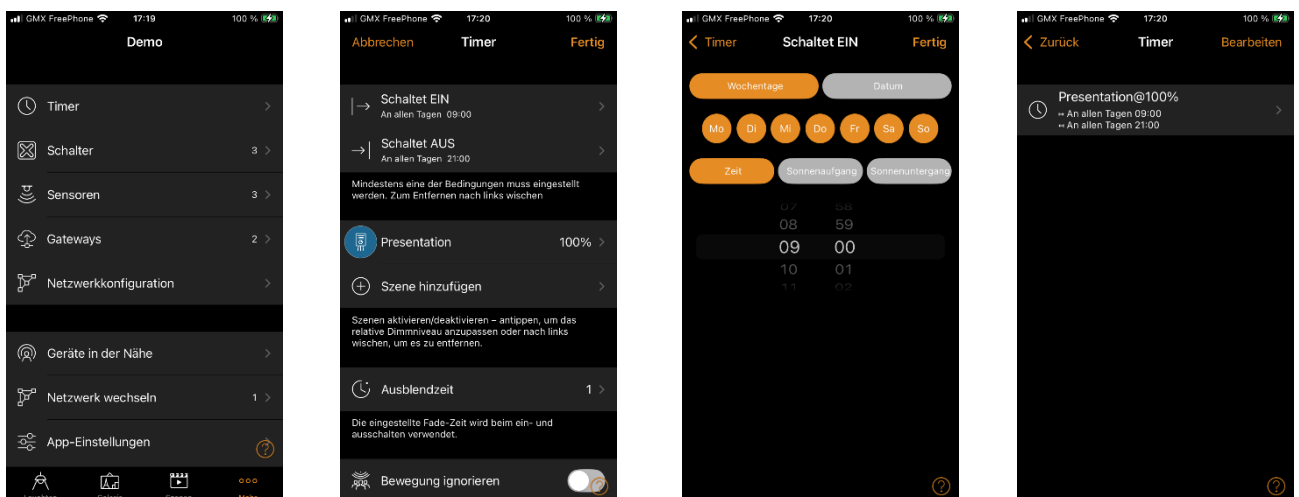 GMX FreePhone 17:19 100 %
Demo
Timer
Schalter 3
Sensoren 3
Gateways 2
Netzwerkkonfiguration
Geräte in der Nähe
Netzwerk wechseln 1
App-Einstellungen
?
GMX FreePhone 17:20 100 %
Abbrechen Timer Fertig
Schaltet EIN
An allen Tagen 09:00
Schaltet AUS
An allen Tagen 21:00
Mindestens eine der Bedingungen muss eingestellt
werden. Zum Entfernen nach links wischen
Presentation 100%
Szene hinzufügen
Szenen aktivieren/deaktivieren – antippen, um das
relative Dimmniveau anzupassen oder nach links
wischen, um es zu entfernen.
Ausblendzeit 1
Die eingestellte Fade-Zeit wird beim ein- und
ausschalten verwendet.
Bewegung ignorieren
?
GMX FreePhone 17:20 100 %
Timer Schaltet EIN Fertig
Wochentage Datum
Mo Di Mi Do Fr Sa So
Zeit Sonnenaufgang Sonnenuntergang
07 58
08 59
09 00
10 01
11 02
?
GMX FreePhone 17:20 100 %
Zurück Timer Bearbeiten
Presentation@100%
An allen Tagen 09:00
An allen Tagen 21:00
?